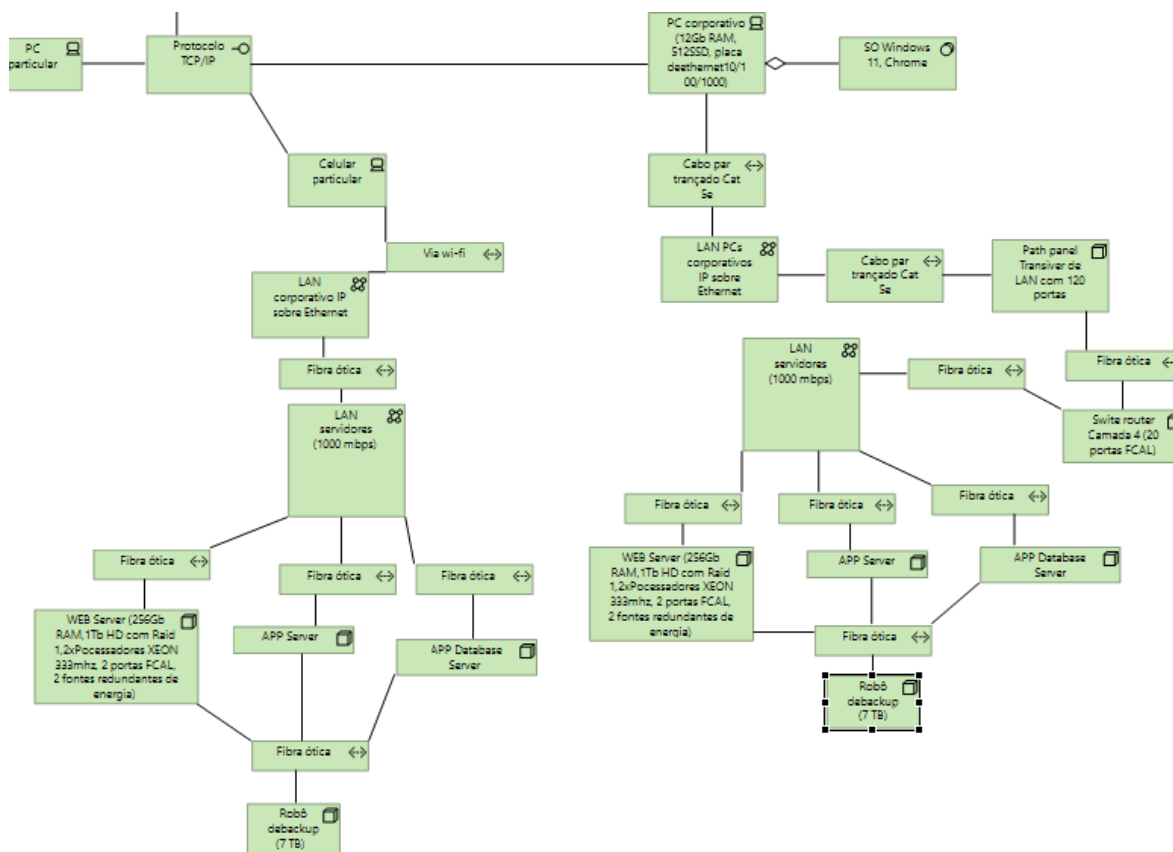 PC
particular
Protocolo
TCP/IP
PC corporativo
(12Gb RAM,
512SSD, placa
deethernet10/1
00/1000)
SO Windows
11, Chrome
Celular
particular
Cabo par
trançado Cat
5e
Via wi-fi
LAN PCs
corporativos
IP sobre
Ethernet
Cabo par
trançado Cat
5e
Path panel
Transiver de
LAN com 120
portas
LAN
corporativo IP
sobre Ethernet
Fibra ótica
LAN
servidores
(1000 mbps)
Fibra ótica
Fibra ótica
Swite router
Camada 4 (20
portas FCAL)
LAN
servidores
(1000 mbps)
Fibra ótica
Fibra ótica
Fibra ótica
WEB Server (256Gb
RAM,1Tb HD com Raid
1,2xPocessadores XEON
333mhz, 2 portas FCAL,
2 fontes redundantes de
energia)
APP Server
APP Database
Server
Fibra ótica
Robô
debackup
(7 TB)
Fibra ótica
Fibra ótica
Fibra ótica
WEB Server (256Gb
RAM,1Tb HD com Raid
1,2xPocessadores XEON
333mhz, 2 portas FCAL,
2 fontes redundantes de
energia)
APP Server
APP Database
Server
Fibra ótica
Robô
debackup
(7 TB)